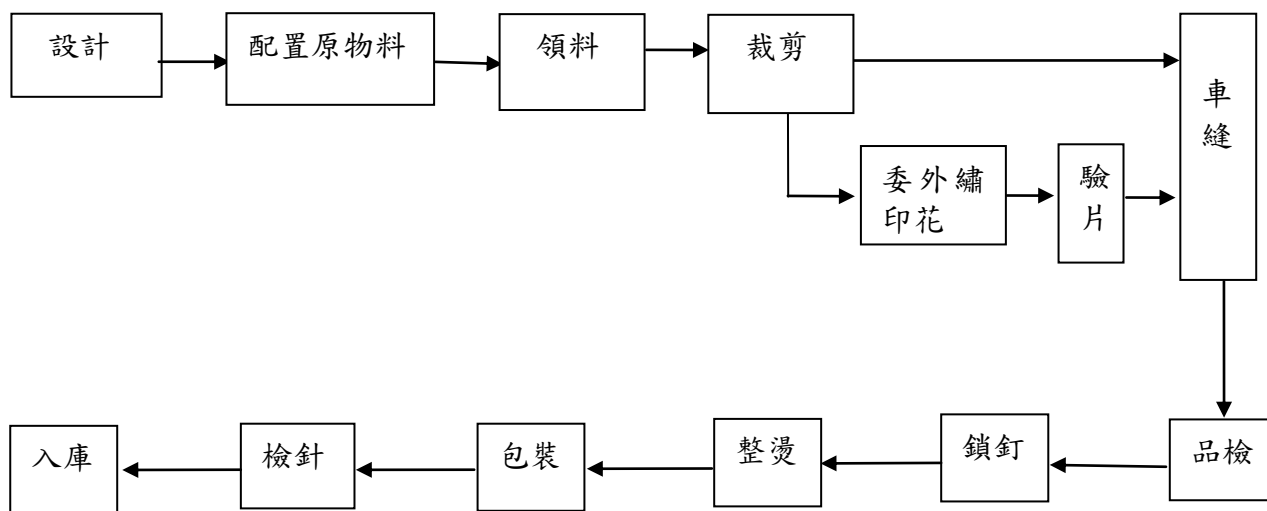 設計
配置原物料
領料
裁剪
車
縫
委外繡
印花
驗
片
品檢
鎖釘
整燙
包裝
檢針
入庫